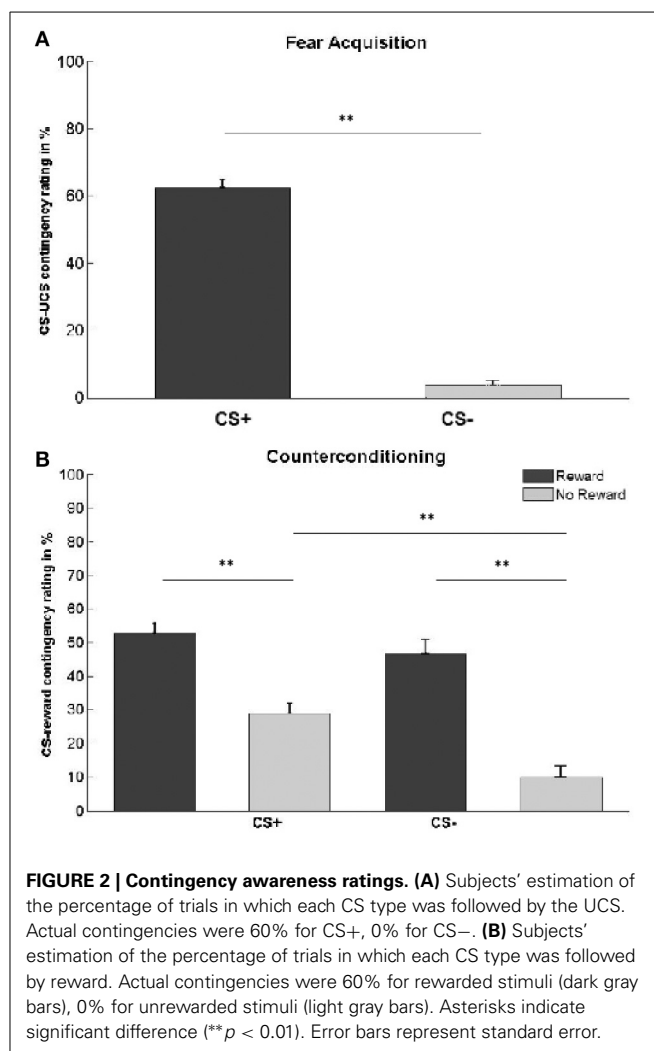 A
Fear Acquisition
CS-UCS contingency rating in %
100
80
60
40
20
0
**
CS+
CS-
B
Counterconditioning
CS-reward contingency rating in %
100
90
80
70
60
50
40
30
20
10
0
Reward
No Reward
**
**
**
CS+
CS-
FIGURE 2 | Contingency awareness ratings. (A) Subjects' estimation of
the percentage of trials in which each CS type was followed by the UCS.
Actual contingencies were 60% for CS+, 0% for CS−. (B) Subjects'
estimation of the percentage of trials in which each CS type was followed
by reward. Actual contingencies were 60% for rewarded stimuli (dark gray
bars), 0% for unrewarded stimuli (light gray bars). Asterisks indicate
significant difference (**p < 0.01). Error bars represent standard error.